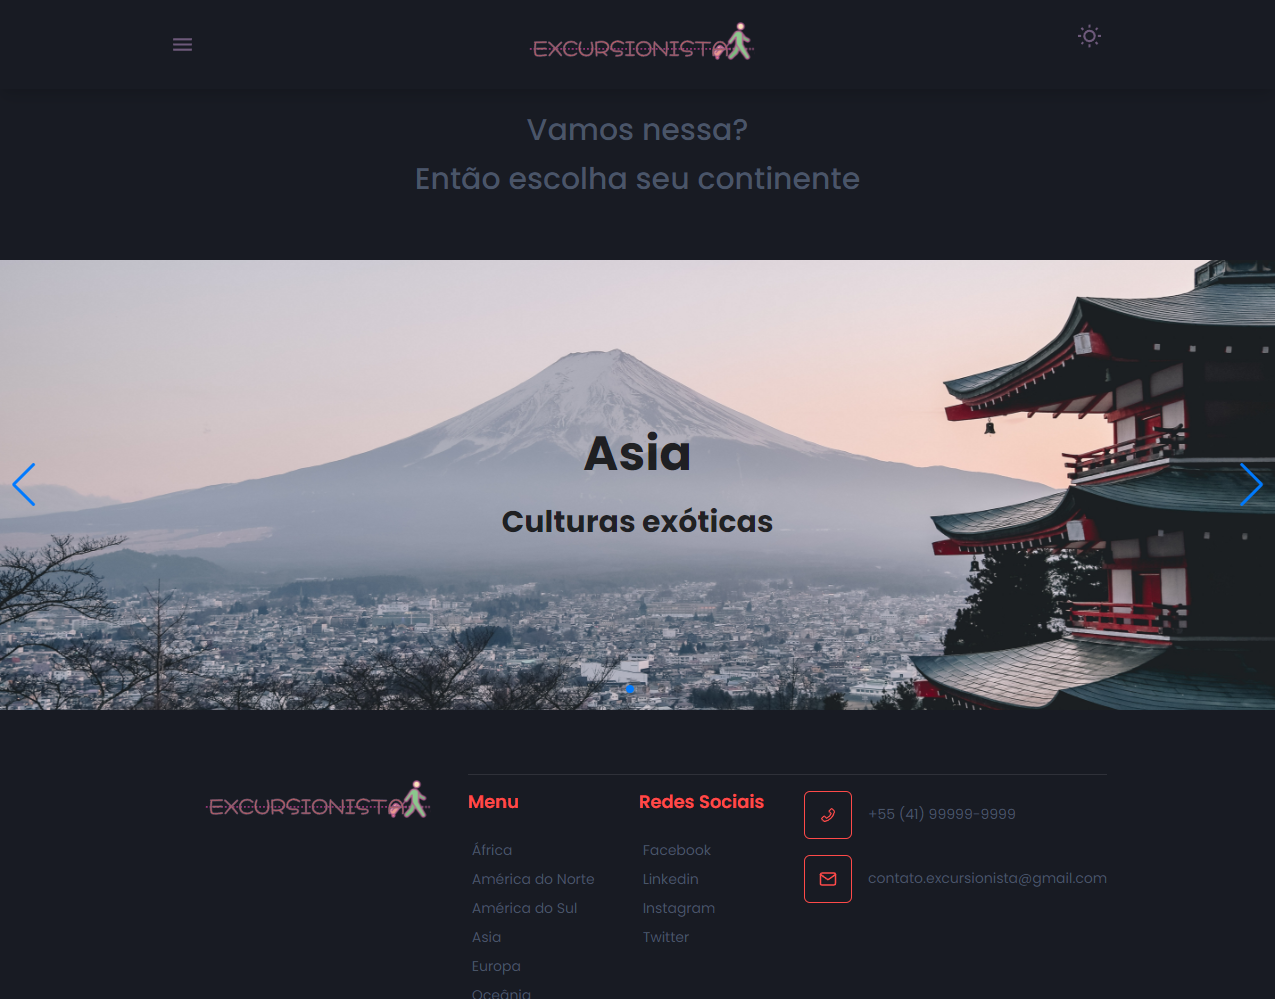 EXCURSIONISTA
Vamos nessa?
Então escolha seu continente
Asia
Culturas exóticas
EXCURSIONISTA
Menu
África
América do Norte
América do Sul
Asia
Europa
Oceânia
Redes Sociais
Facebook
Linkedin
Instagram
Twitter
+55 (41) 99999-9999
contato.excursionista@gmail.com